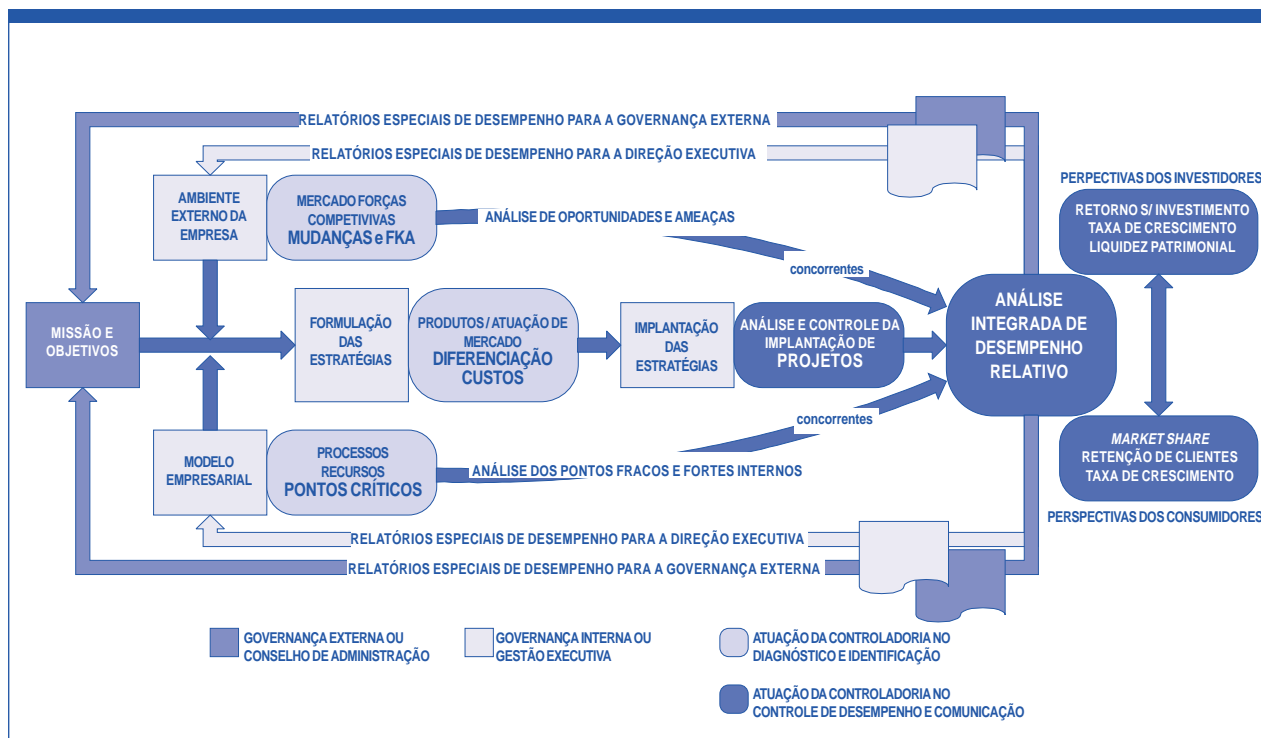 RELATÓRIOS ESPECIAIS DE DESEMPENHO PARA A GOVERNANÇA EXTERNA
RELATÓRIOS ESPECIAIS DE DESEMPENHO PARA A DIREÇÃO EXECUTIVA
AMBIENTE
EXTERNO DA
EMPRESA
MERCADO FORÇAS
COMPETIVIVAS
MUDANÇAS e FKA
ANÁLISE DE OPORTUNIDADES E AMEAÇAS
concorrentes
PERPECTIVAS DOS INVESTIDORES
RETORNO S/ INVESTIMENTO
TAXA DE CRESCIMENTO
LIQUIDEZ PATRIMONIAL
MISSÃO E
OBJETIVOS
FORMULAÇÃO
DAS
ESTRATÉGIAS
PRODUTOS / ATUAÇÃO DE
MERCADO
DIFERENCIAÇÃO
CUSTOS
IMPLANTAÇÃO
DAS
ESTRATÉGIAS
ANÁLISE E CONTROLE DA
IMPLANTAÇÃO DE
PROJETOS
ANÁLISE
INTEGRADA DE
DESEMPENHO
RELATIVO
MODELO
EMPRESARIAL
PROCESSOS
RECURSOS
PONTOS CRÍTICOS
ANÁLISE DOS PONTOS FRACOS E FORTES INTERNOS
concorrentes
MARKET SHARE
RETENÇÃO DE CLIENTES
TAXA DE CRESCIMENTO
PERSPECTIVAS DOS CONSUMIDORES
RELATÓRIOS ESPECIAIS DE DESEMPENHO PARA A DIREÇÃO EXECUTIVA
RELATÓRIOS ESPECIAIS DE DESEMPENHO PARA A GOVERNANÇA EXTERNA
GOVERNANÇA EXTERNA OU
CONSELHO DE ADMINISTRAÇÃO
GOVERNANÇA INTERNA OU
GESTÃO EXECUTIVA
ATUAÇÃO DA CONTROLADORIA NO
DIAGNÓSTICO E IDENTIFICAÇÃO
ATUAÇÃO DA CONTROLADORIA NO
CONTROLE DE DESEMPENHO E COMUNICAÇÃO